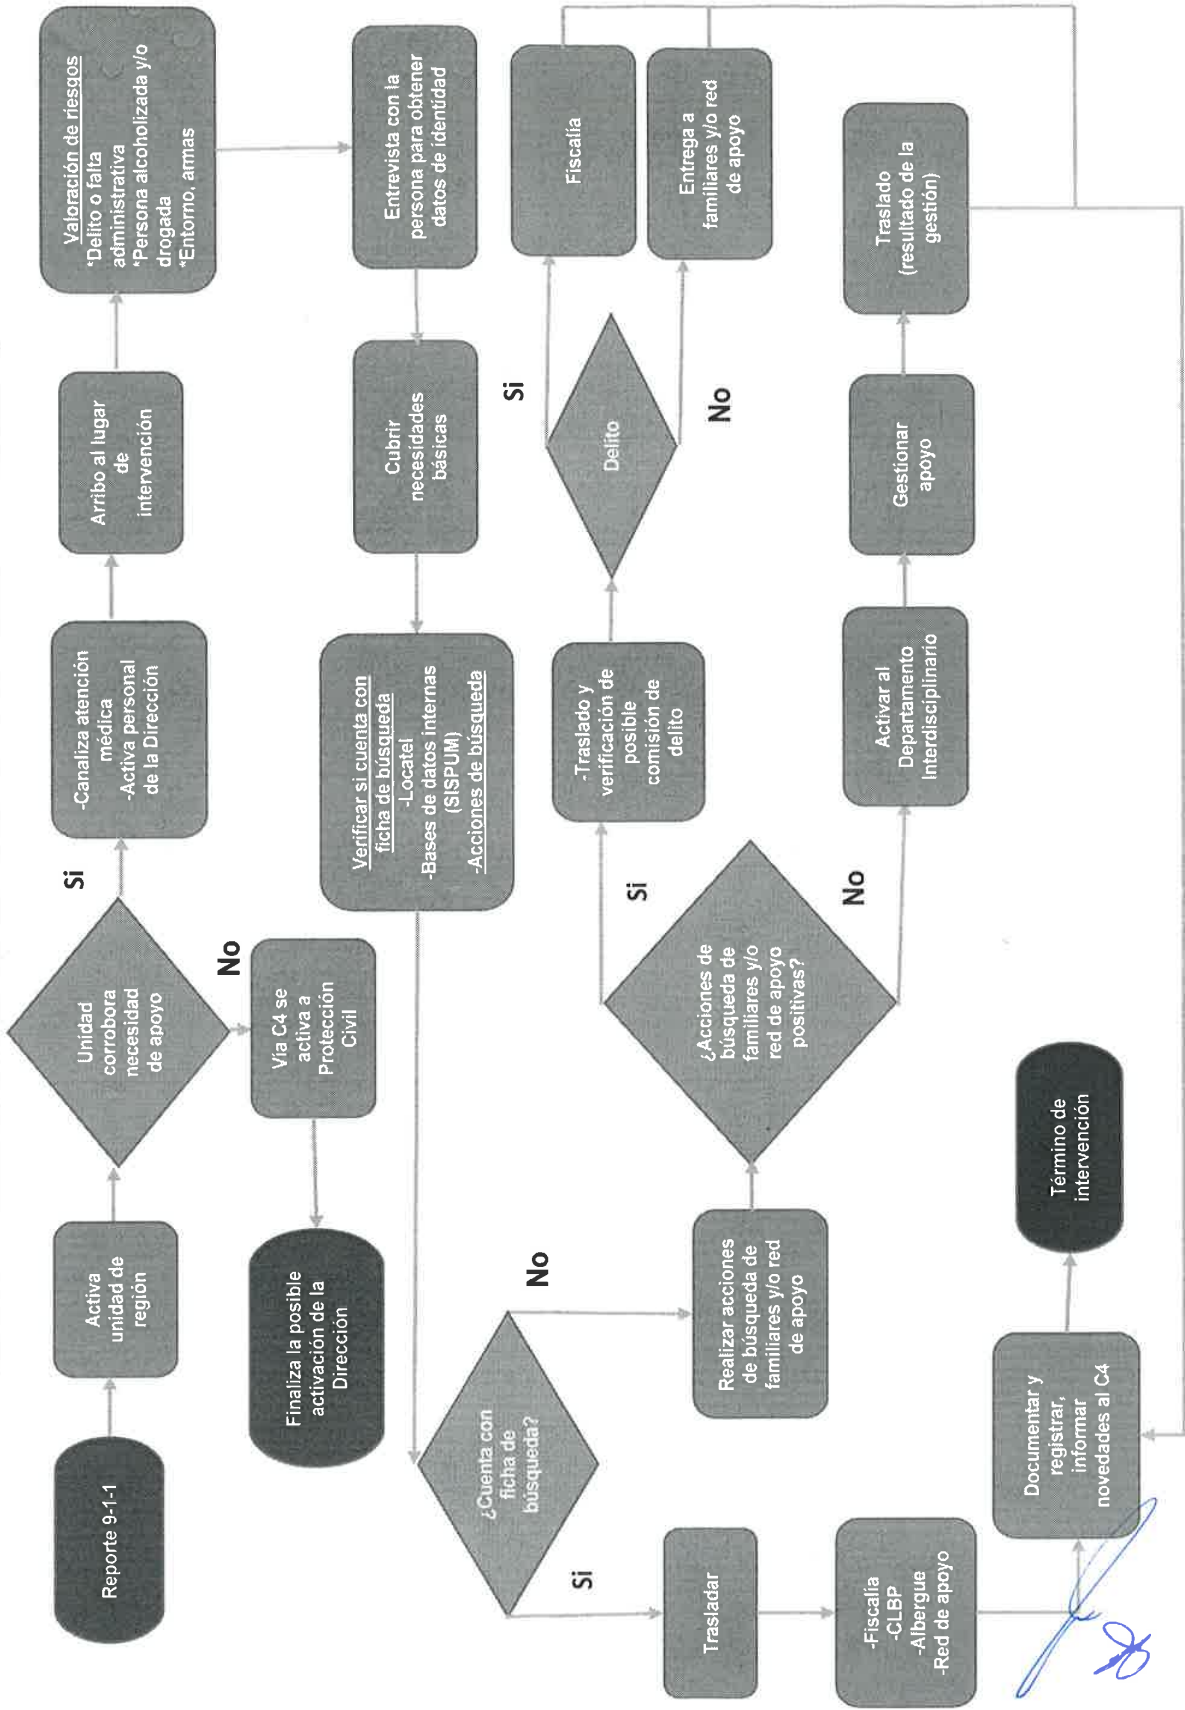 Reporte 9-1-1
Activa
unidad de
región
Unidad
corrobora
necesidad
de apoyo
Si
No
-Canaliza atención
médica
-Activa personal
de la Dirección
Arribo al lugar
de
intervención
Valoración de riesgos
*Delito o falta
administrativa
*Persona alcoholizada y/o
drogada
*Entorno, armas
Vía C4 se
activa a
Protección
Civil
Finaliza la posible
activación de la
Dirección
Entrevista con la
persona para obtener
datos de identidad
Cubrir
necesidades
básicas
Verificar si cuenta con
ficha de búsqueda
-Locatel
-Bases de datos internas
(SISPUM)
-Acciones de búsqueda
¿Cuenta con
ficha de
búsqueda?
Si
No
Trasladar
-Fiscalía
-CLBP
-Albergue
-Red de apoyo
Realizar acciones
de búsqueda de
familiares y/o red
de apoyo
¿Acciones de
búsqueda de
familiares y/o
red de apoyo
positivas?
Si
No
-Traslado y
verificación de
posible
comisión de
delito
Delito
Si
No
Fiscalía
Entrega a
familiares y/o red
de apoyo
Activar al
Departamento
Interdisciplinario
Gestionar
apoyo
Traslado
(resultado de la
gestión)
Documentar y
registrar,
informar
novedades al C4
Término de
intervención